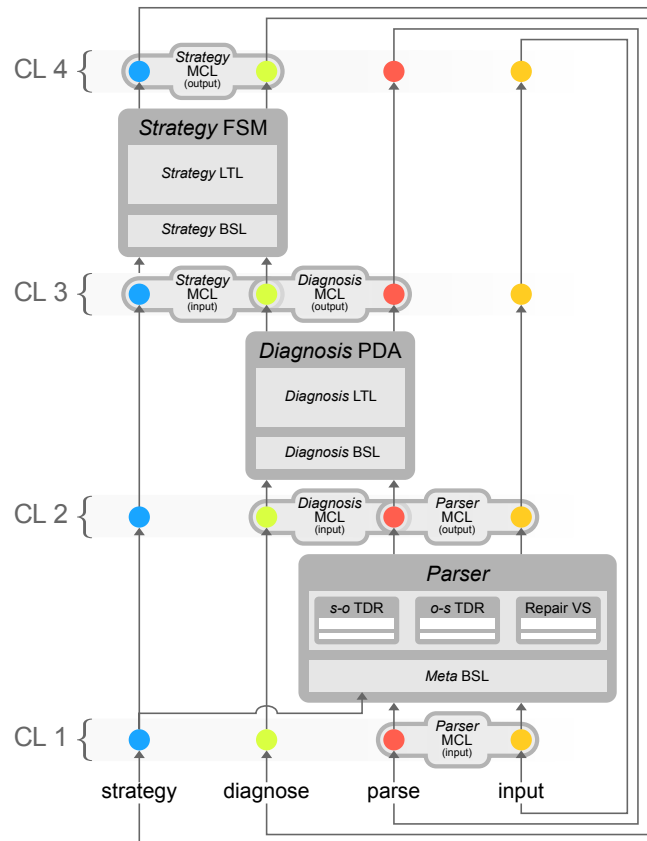 CL 4
Strategy
MCL
(output)
Strategy FSM
Strategy LTL
Strategy BSL
CL 3
Strategy
MCL
(input)
Diagnosis
MCL
(output)
Diagnosis PDA
Diagnosis LTL
Diagnosis BSL
CL 2
Diagnosis
MCL
(input)
Parser
MCL
(output)
Parser
s-o TDR
o-s TDR
Repair VS
Meta BSL
CL 1
Parser
MCL
(input)
strategy
diagnose
parse
input